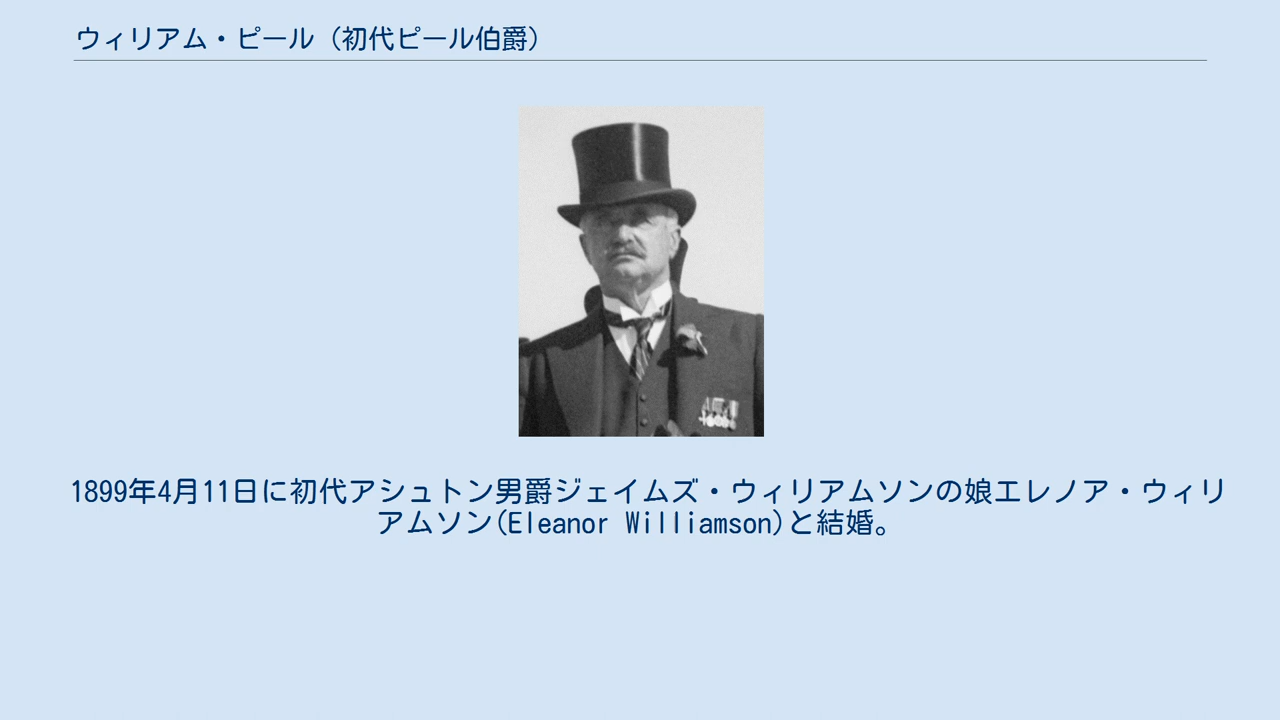 ウィリアム・ピール（初代ピール伯爵）
1899年4月11日に初代アシュトン男爵ジェイムズ・ウィリアムソンの娘エレノア・ウィリ
アムソン(Eleanor Williamson)と結婚。